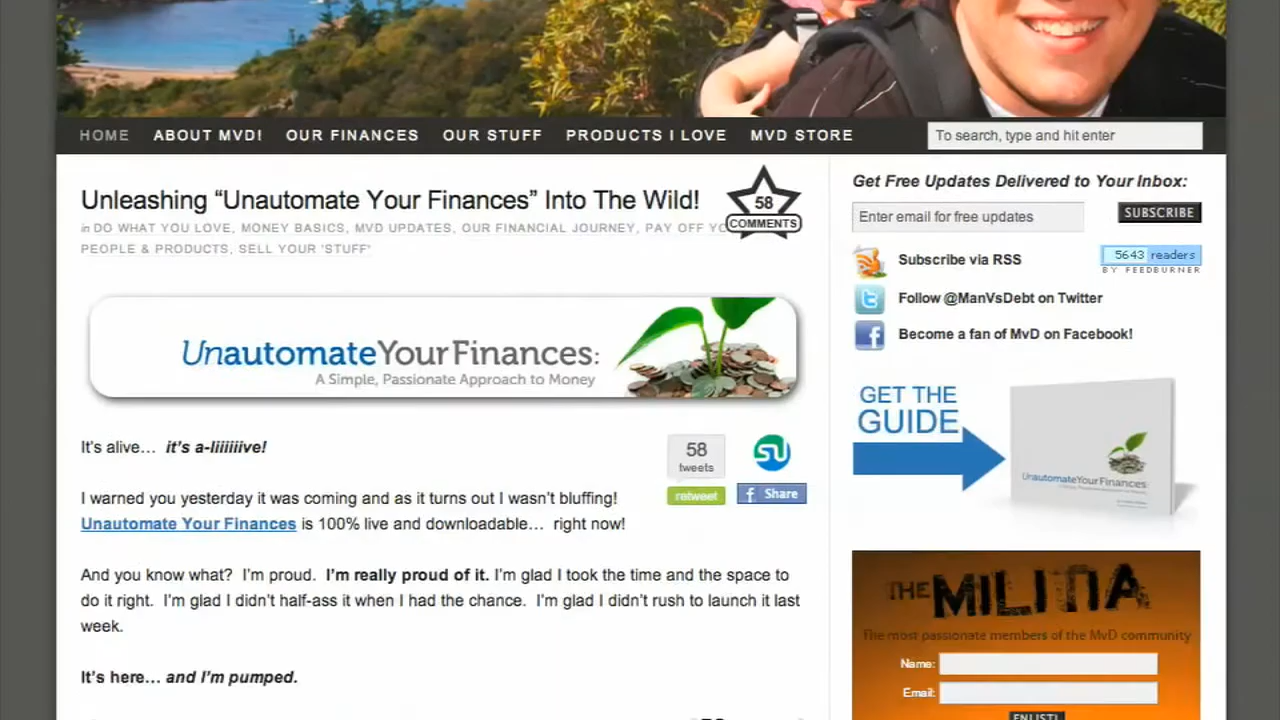 HOME ABOUT MVD! OUR FINANCES OUR STUFF PRODUCTS I LOVE MVD STORE
To search, type and hit enter
Unleashing “Unautomate Your Finances” Into The Wild!
58
COMMENTS
in DO WHAT YOU LOVE, MONEY BASICS, MVD UPDATES, OUR FINANCIAL JOURNEY, PAY OFF YO
PEOPLE & PRODUCTS, SELL YOUR 'STUFF'
UnautomateYourFinances:
A Simple, Passionate Approach to Money
It's alive… it's a-liiiiiive!
58
tweets
retweet
Share
I warned you yesterday it was coming and as it turns out I wasn't bluffing!
Unautomate Your Finances is 100% live and downloadable… right now!
And you know what? I'm proud. I'm really proud of it. I'm glad I took the time and the space to
do it right. I'm glad I didn't half-ass it when I had the chance. I'm glad I didn't rush to launch it last
week.
It's here… and I'm pumped.
Get Free Updates Delivered to Your Inbox:
Enter email for free updates
SUBSCRIBE
Subscribe via RSS
5643 readers
BY FEEDBURNER
Follow @ManVsDebt on Twitter
Become a fan of MvD on Facebook!
GET THE
GUIDE
UnautomateYourFinances:
THE MILITIA
The most passionate members of the MvD community
Name:
Email:
ENLIST!